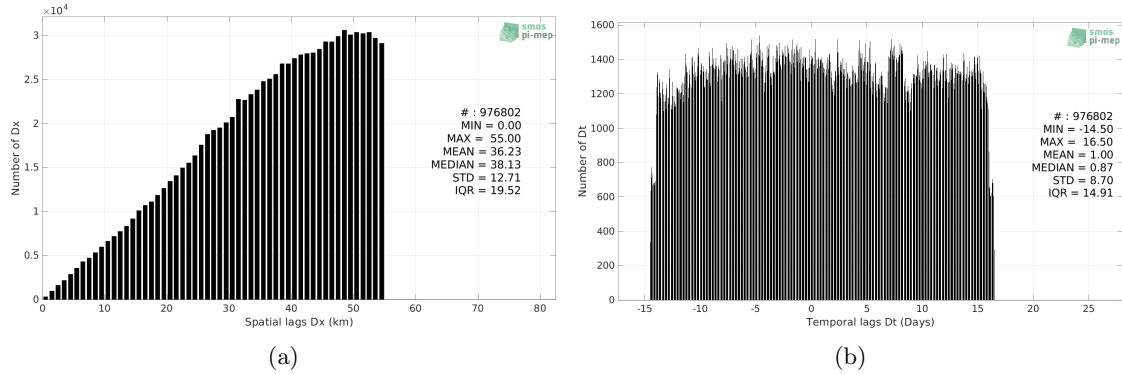 ×10⁴
3
2.5
2
1.5
1
0.5
0
Number of Dx
0 10 20 30 40 50 60 70 80
Spatial lags Dx (km)
smos
pi-mep
# : 976802
MIN = 0.00
MAX = 55.00
MEAN = 36.23
MEDIAN = 38.13
STD = 12.71
IQR = 19.52
(a)
1600
1400
1200
1000
800
600
400
200
0
Number of Dt
-15 -10 -5 0 5 10 15 20 25
Temporal lags Dt (Days)
smos
pi-mep
# : 976802
MIN = -14.50
MAX = 16.50
MEAN = 1.00
MEDIAN = 0.87
STD = 8.70
IQR = 14.91
(b)